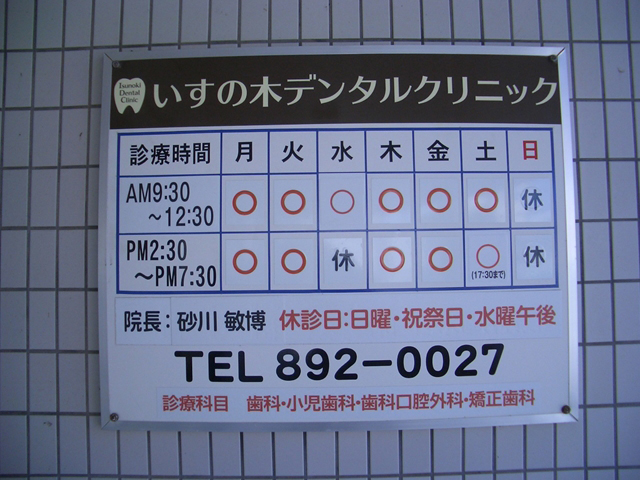 Isunoki
Dental
Clinic
いすの木デンタルクリニック
診療時間 月 火 水 木 金 土 日
AM9:30 ～12:30 ○ ○ ○ ○ ○ ○ 休
PM2:30 ～PM7:30 ○ ○ 休 ○ ○ ○ (17:30まで) 休
院長：砂川 敏博 休診日：日曜・祝祭日・水曜午後
TEL 892－0027
診療科目 歯科・小児歯科・歯科口腔外科・矯正歯科